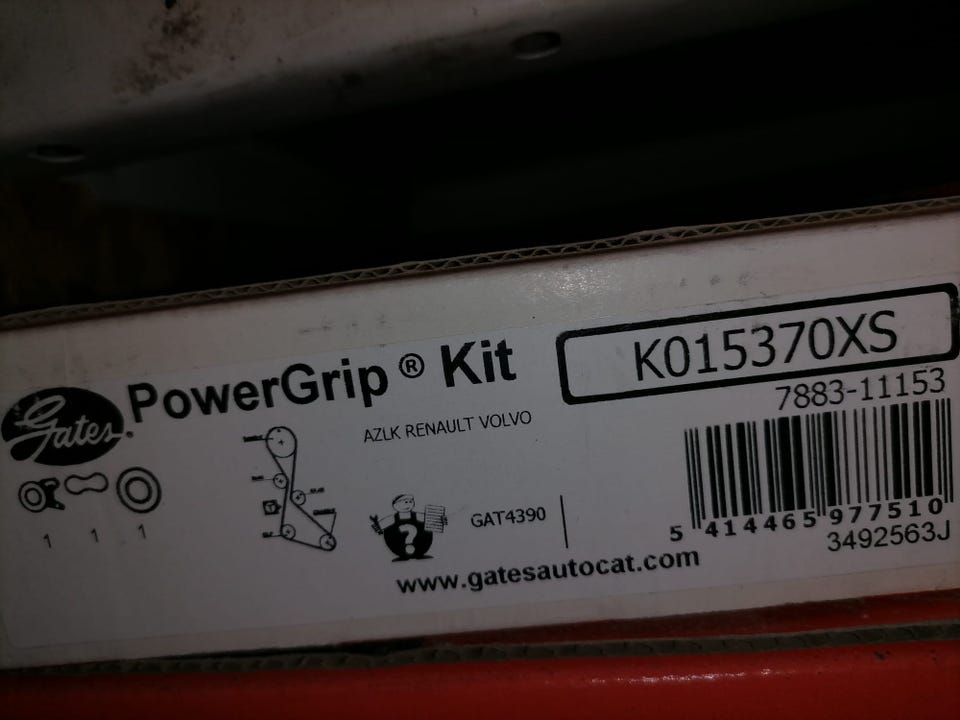 Gates®
PowerGrip® Kit
K015370XS
7883-11153
AZLK RENAULT VOLVO
1 1 1
?
GAT4390
5 414465 977510
3492563J
www.gatesautocat.com